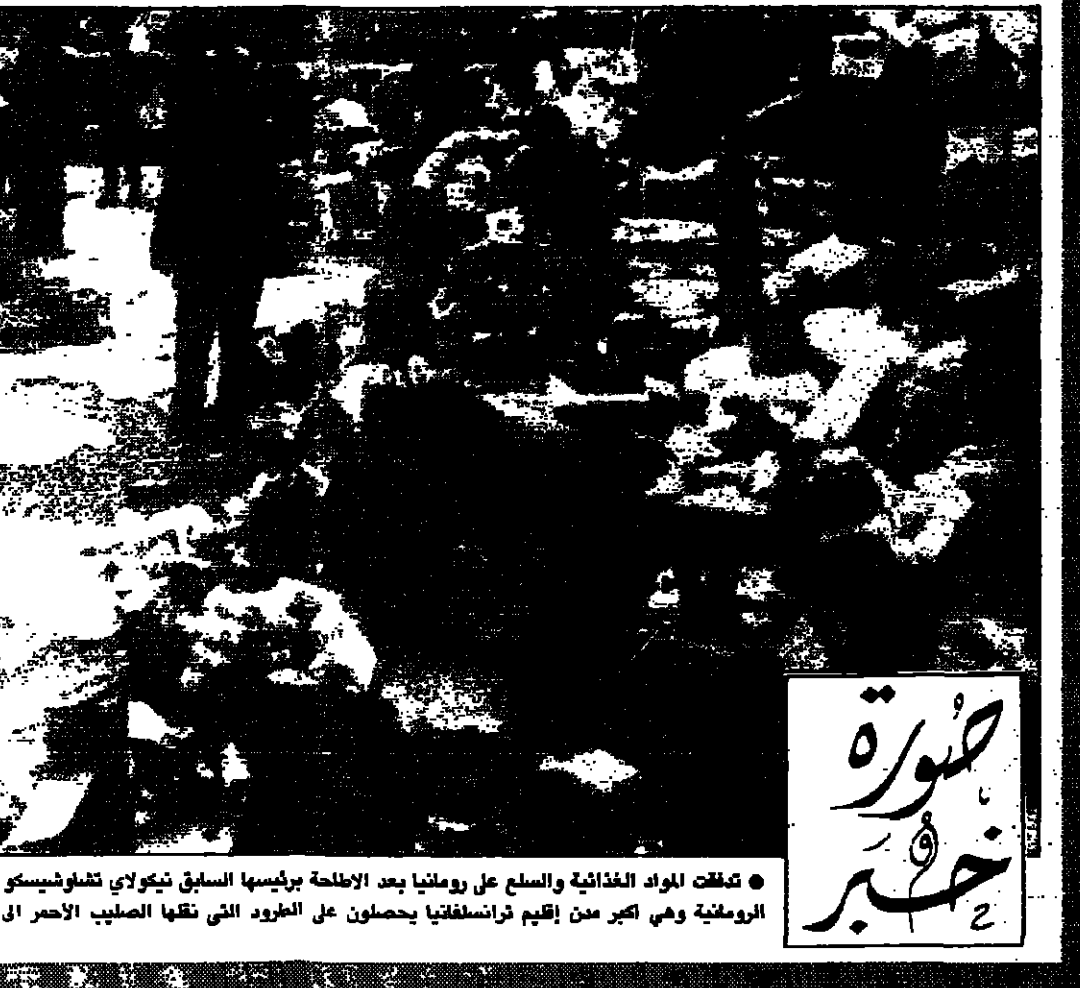 صورة
و
خبر
● تدفقت المواد الغذائية والسلع على رومانيا بعد الاطاحة برئيسها السابق نيكولاي تشاوشيسكو
الرومانية وهي اكبر مدن إقليم ترانسلفانيا يحصلون على الطرود التي نقلها الصليب الأحمر الى